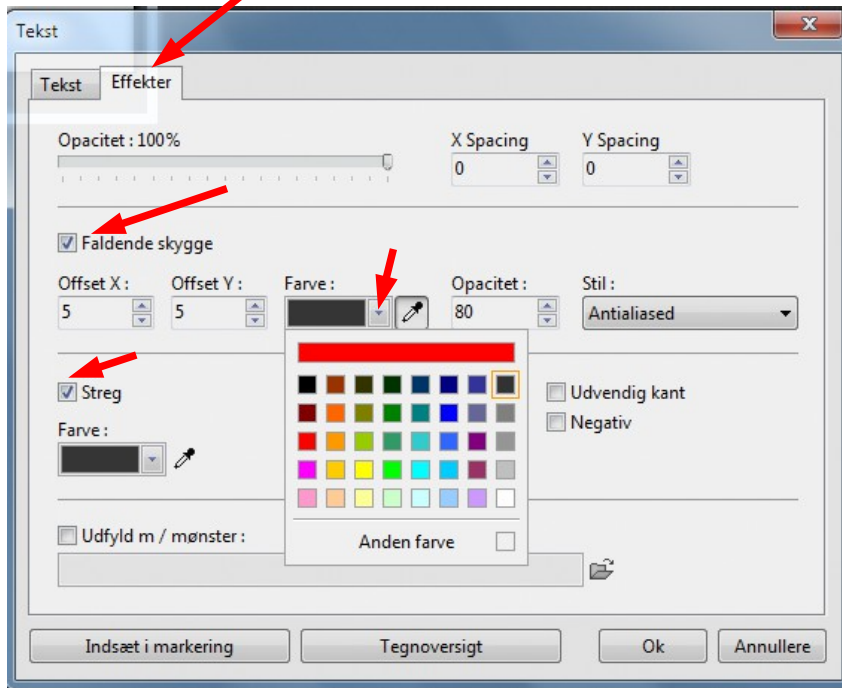 Tekst
Tekst Effekter
Opacitet : 100% X Spacing Y Spacing
0 0
Faldende skygge
Offset X : Offset Y : Farve : Opacitet : Stil :
5 5 80 Antialiased
Streg Udvendig kant
Negativ
Farve :
Udfyld m / mønster :
Anden farve
Indsæt i markering Tegnoversigt Ok Annullere